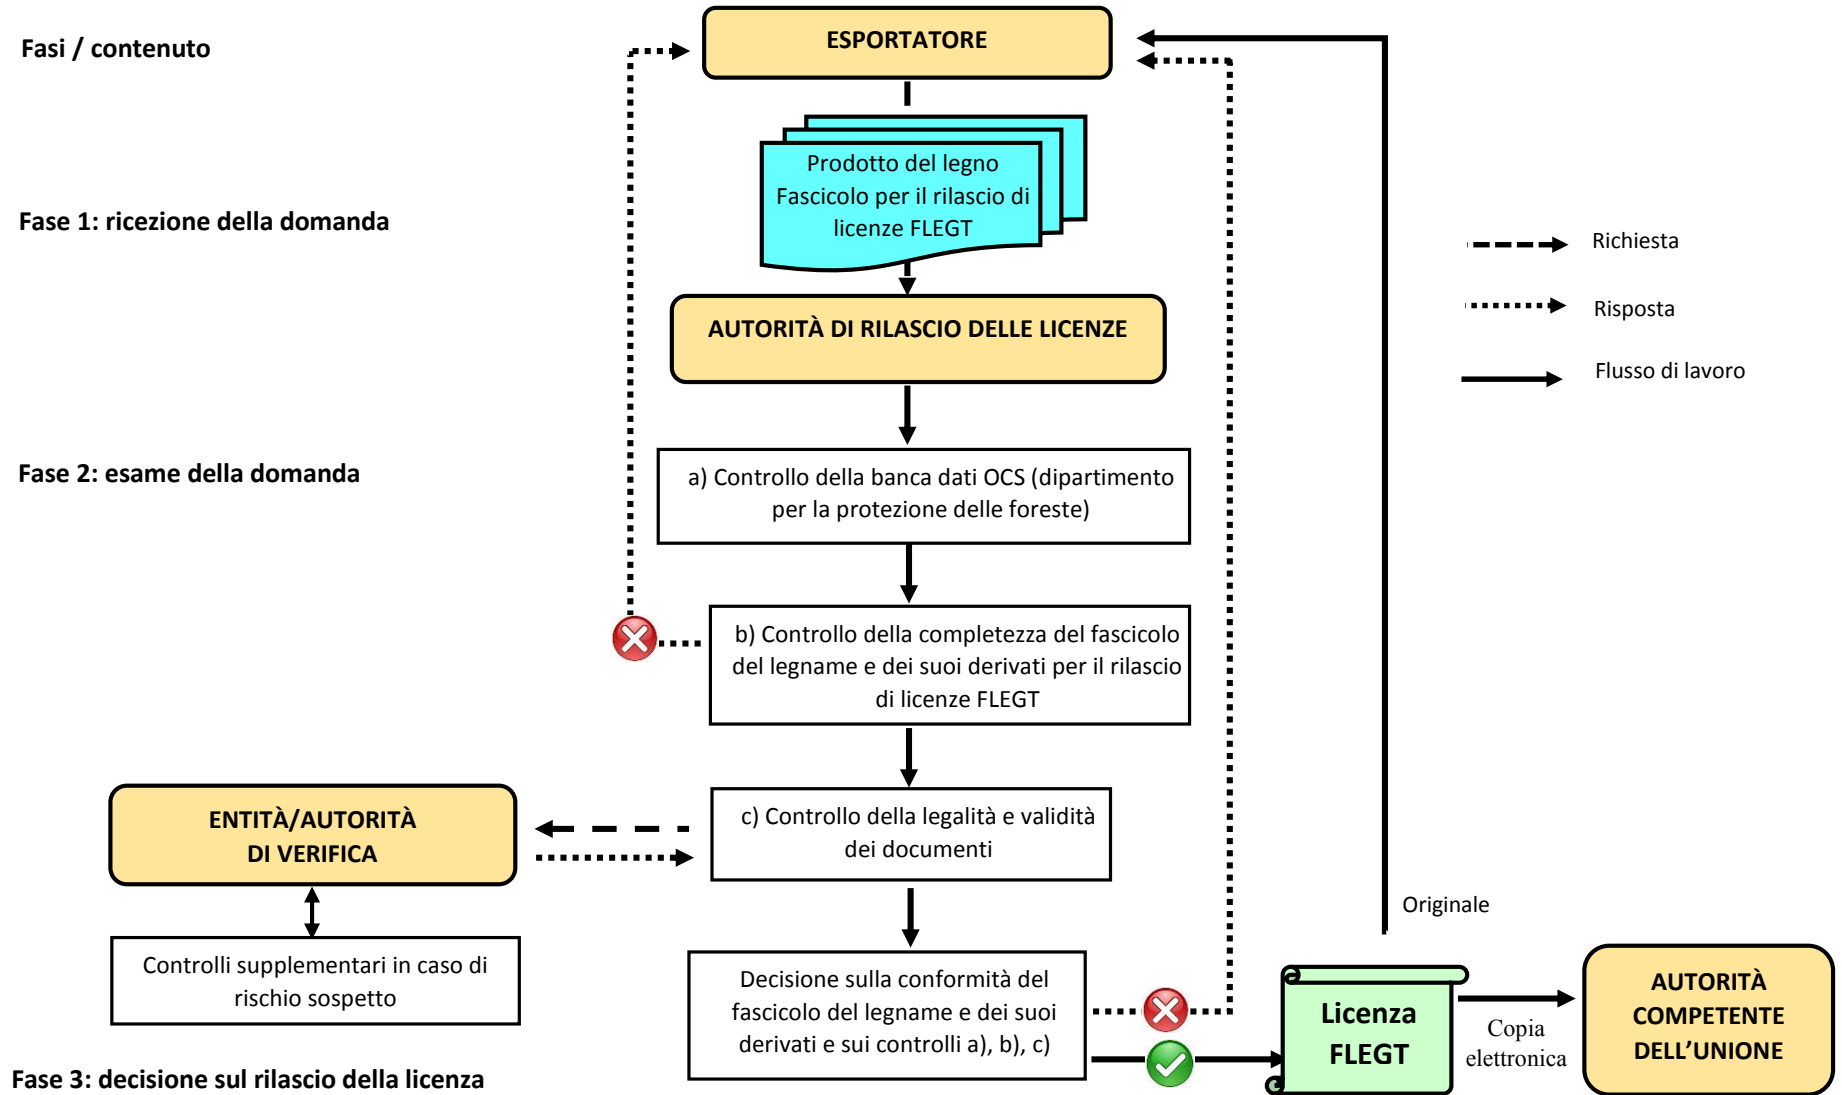 Fasi / contenuto
ESPORTATORE
Prodotto del legno
Fascicolo per il rilascio di
licenze FLEGT
Fase 1: ricezione della domanda
Richiesta
Risposta
Flusso di lavoro
AUTORITÀ DI RILASCIO DELLE LICENZE
Fase 2: esame della domanda
a) Controllo della banca dati OCS (dipartimento
per la protezione delle foreste)
b) Controllo della completezza del fascicolo
del legname e dei suoi derivati per il rilascio
di licenze FLEGT
ENTITÀ/AUTORITÀ
DI VERIFICA
c) Controllo della legalità e validità
dei documenti
Controlli supplementari in caso di
rischio sospetto
Decisione sulla conformità del
fascicolo del legname e dei suoi
derivati e sui controlli a), b), c)
Originale
Licenza
FLEGT
Copia
elettronica
AUTORITÀ
COMPETENTE
DELL’UNIONE
Fase 3: decisione sul rilascio della licenza